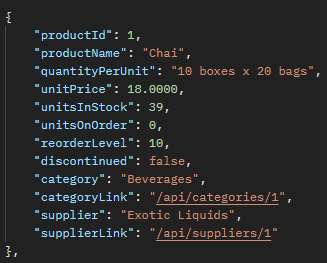 {
"productId": 1,
"productName": "Chai",
"quantityPerUnit": "10 boxes x 20 bags",
"unitPrice": 18.0000,
"unitsInStock": 39,
"unitsOnOrder": 0,
"reorderLevel": 10,
"discontinued": false,
"category": "Beverages",
"categoryLink": "/api/categories/1",
"supplier": "Exotic Liquids",
"supplierLink": "/api/suppliers/1"
},